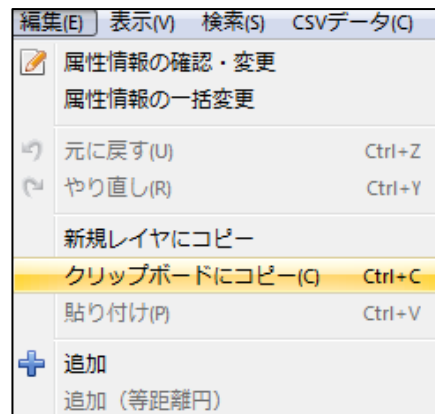 編集(E) 表示(V) 検索(S) CSVデータ(C)
属性情報の確認・変更
属性情報の一括変更
元に戻す(U) Ctrl+Z
やり直し(R) Ctrl+Y
新規レイヤにコピー
クリップボードにコピー(C) Ctrl+C
貼り付け(P) Ctrl+V
追加
追加（等距離円）